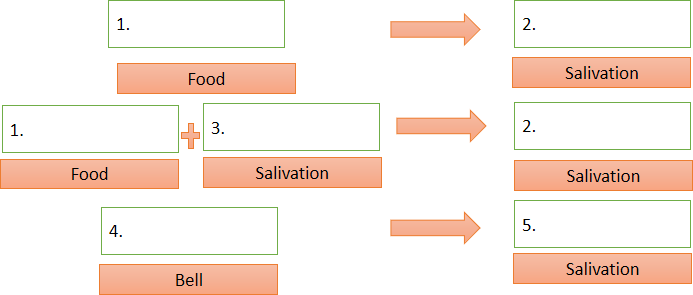 1.
2.
Food
Salivation
1.
3.
2.
Food
Salivation
Salivation
4.
5.
Bell
Salivation